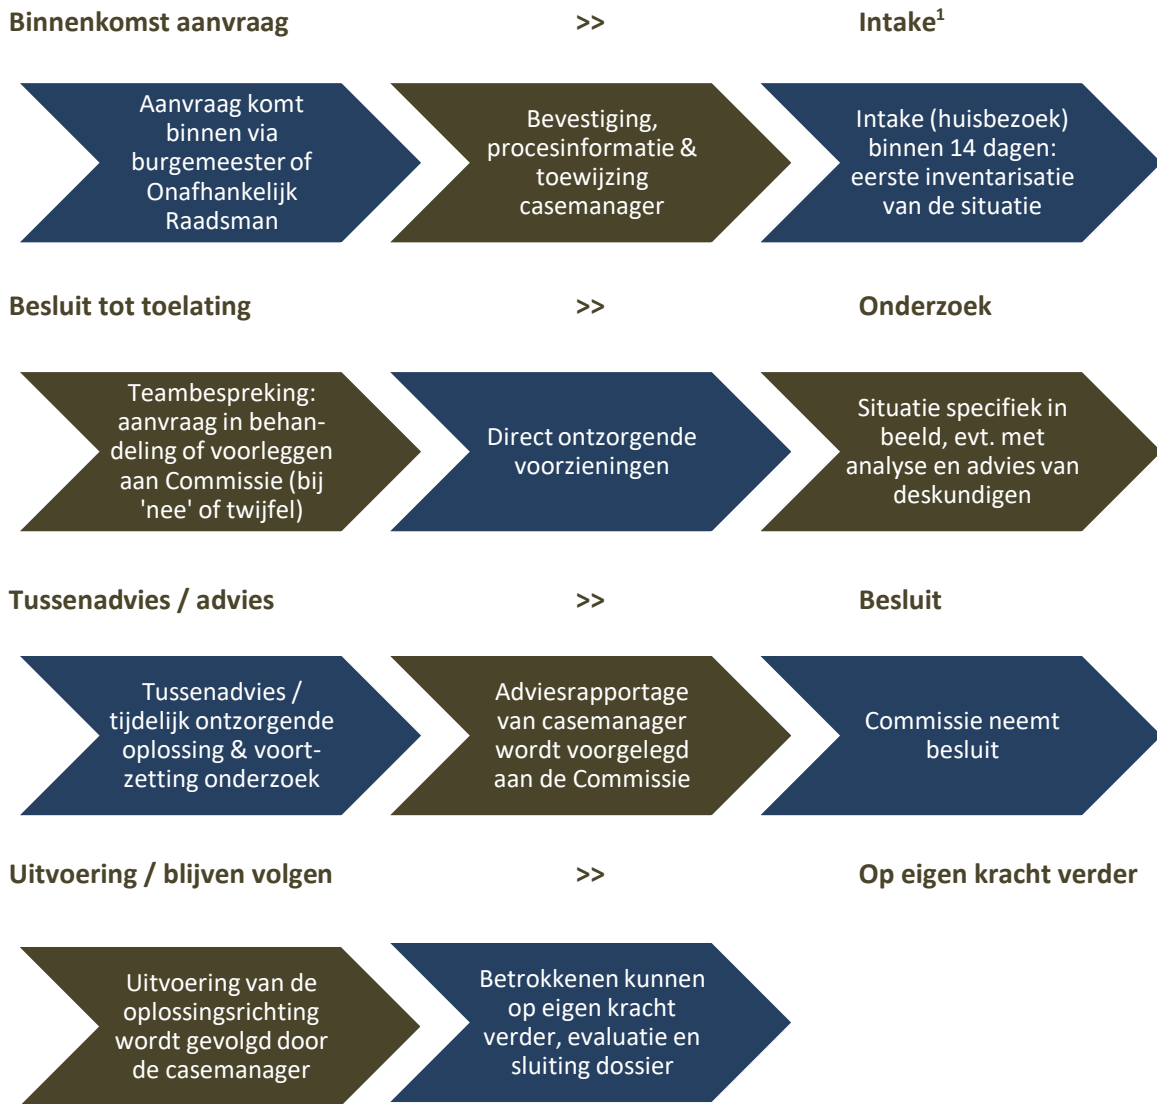 Binnenkomst aanvraag >> Intake¹
Aanvraag komt
binnen via
burgemeester of
Onafhankelijk
Raadsman
Bevestiging,
procesinformatie &
toewijzing
casemanager
Intake (huisbezoek)
binnen 14 dagen:
eerste inventarisatie
van de situatie
Besluit tot toelating >> Onderzoek
Teambespreking:
aanvraag in behan-
deling of voorleggen
aan Commissie (bij
'nee' of twijfel)
Direct ontzorgende
voorzieningen
Situatie specifiek in
beeld, evt. met
analyse en advies van
deskundigen
Tussenadvies / advies >> Besluit
Tussenadvies /
tijdelijk ontzorgende
oplossing & voort-
zetting onderzoek
Adviesrapportage
van casemanager
wordt voorgelegd
aan de Commissie
Commissie neemt
besluit
Uitvoering / blijven volgen >> Op eigen kracht verder
Uitvoering van de
oplossingsrichting
wordt gevolgd door
de casemanager
Betrokkenen kunnen
op eigen kracht
verder, evaluatie en
sluiting dossier